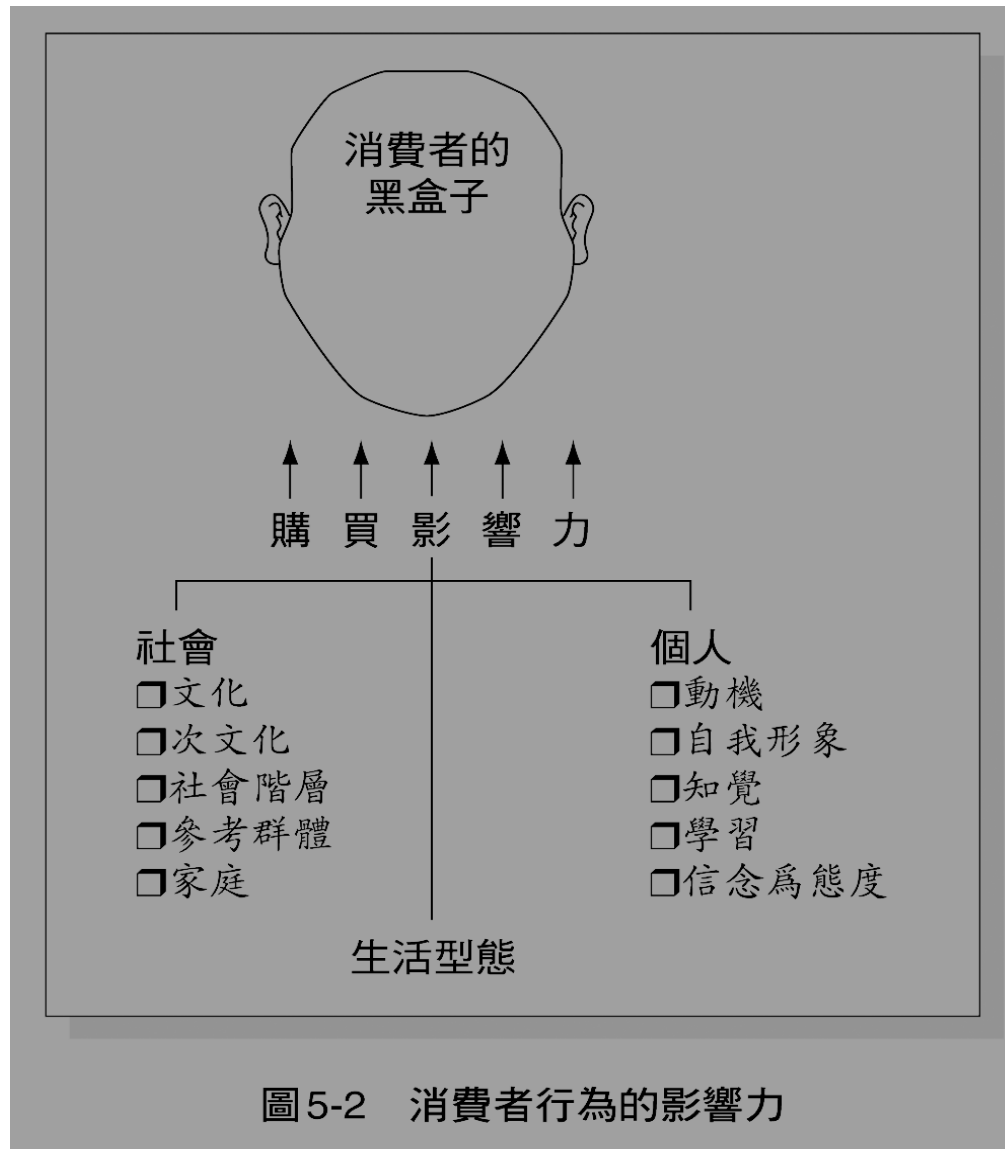 消費者的
黑盒子
購買影響力
社會
❒文化
❒次文化
❒社會階層
❒參考群體
❒家庭
個人
❒動機
❒自我形象
❒知覺
❒學習
❒信念爲態度
生活型態
圖5-2 消費者行為的影響力